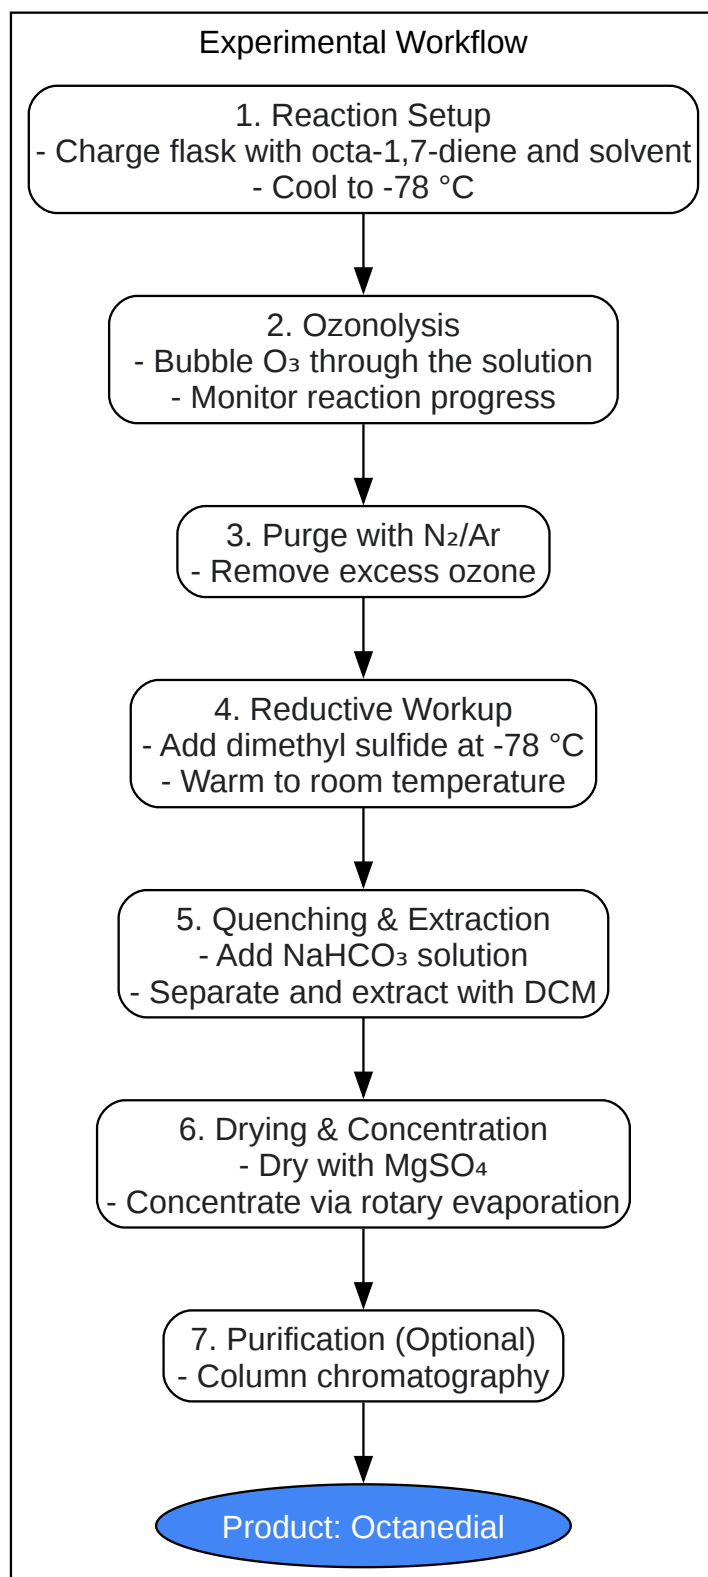 Experimental Workflow
1. Reaction Setup
- Charge flask with octa-1,7-diene and solvent
- Cool to -78 °C
2. Ozonolysis
- Bubble O₃ through the solution
- Monitor reaction progress
3. Purge with N₂/Ar
- Remove excess ozone
4. Reductive Workup
- Add dimethyl sulfide at -78 °C
- Warm to room temperature
5. Quenching & Extraction
- Add NaHCO₃ solution
- Separate and extract with DCM
6. Drying & Concentration
- Dry with MgSO₄
- Concentrate via rotary evaporation
7. Purification (Optional)
- Column chromatography
Product: Octanedial